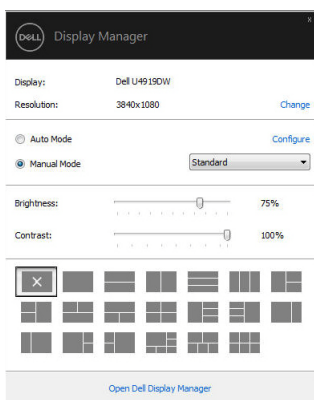 x
DELL Display Manager
Display: Dell U4919DW
Resolution: 3840x1080 Change
Auto Mode Configure
Manual Mode Standard
Brightness: 75%
Contrast: 100%
Open Dell Display Manager